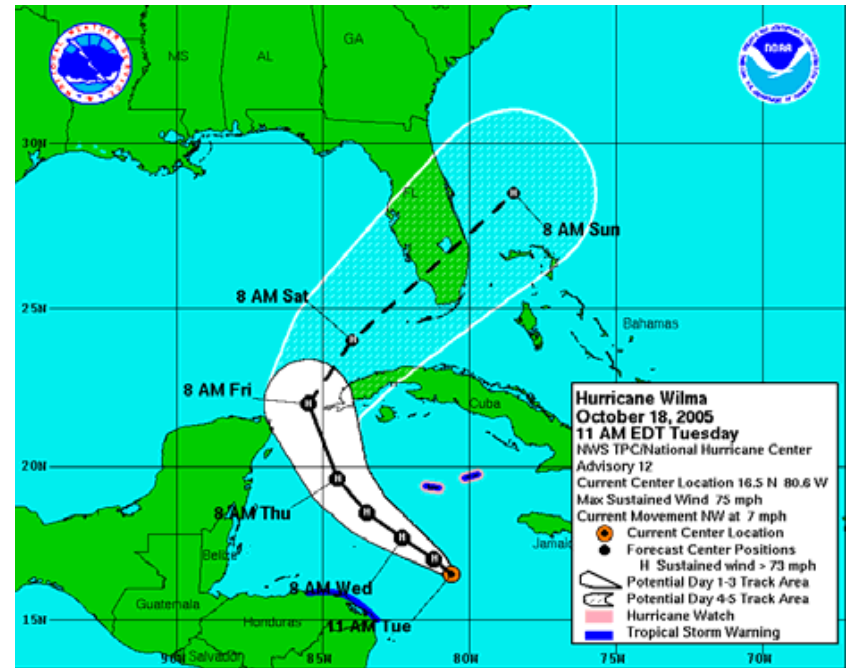 SC
GA
MS
AL
NOAA
30N
FL
8 AM Sun
8 AM Sat
25N
Bahamas
8 AM Fri
Cuba
Hurricane Wilma
October 18, 2005
11 AM EDT Tuesday
NWS TPC/National Hurricane Center
Advisory 12
Current Center Location 16.5 N 80.6 W
Max Sustained Wind 75 mph
Current Movement NW at 7 mph
Current Center Location
Forecast Center Positions
H Sustained wind > 73 mph
Potential Day 1-3 Track Area
Potential Day 4-5 Track Area
Hurricane Watch
Tropical Storm Warning
20N
8 AM Thu
Jamaic
Belize
8 AM Wed
Guatemala
Honduras
11 AM Tue
15N
Salvador
90W
85W
80W
75W
70W
H
H
H
H
H
H
H